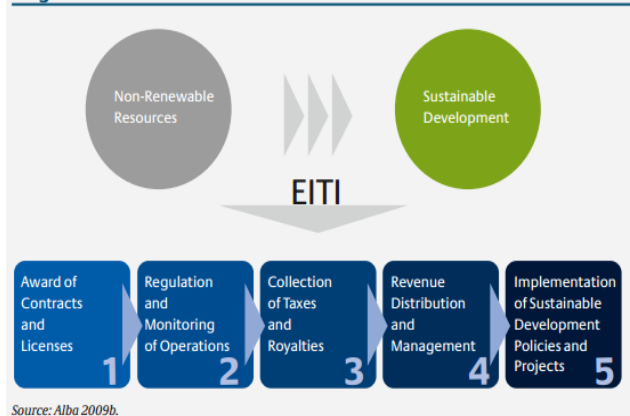 Non-Renewable
Resources
Sustainable
Development
EITI
Award of
Contracts
and
Licenses
1
Regulation
and
Monitoring
of Operations
2
Collection
of Taxes
and
Royalties
3
Revenue
Distribution
and
Management
4
Implementation
of Sustainable
Development
Policies and
Projects
5
Source: Alba 2009b.